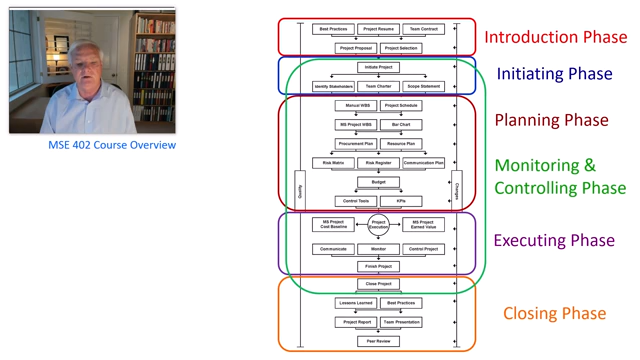 MSE 402 Course Overview
Best Practices
Project Resume
Team Contract
Project Proposal
Project Selection
Introduction Phase
Initiate Project
Initiating Phase
Identify Stakeholders
Team Charter
Scope Statement
Manual WBS
Project Schedule
Planning Phase
MS Project WBS
Bar Chart
Procurement Plan
Resource Plan
Risk Matrix
Risk Register
Communication Plan
Monitoring &
Controlling Phase
Budget
Control Tools
KPIs
Quality
Changes
MS Project
Cost Baseline
Project
Execution
MS Project
Earned Value
Executing Phase
Communicate
Monitor
Control Project
Finish Project
Close Project
Lessons Learned
Best Practices
Closing Phase
Project Report
Team Presentation
Peer Review